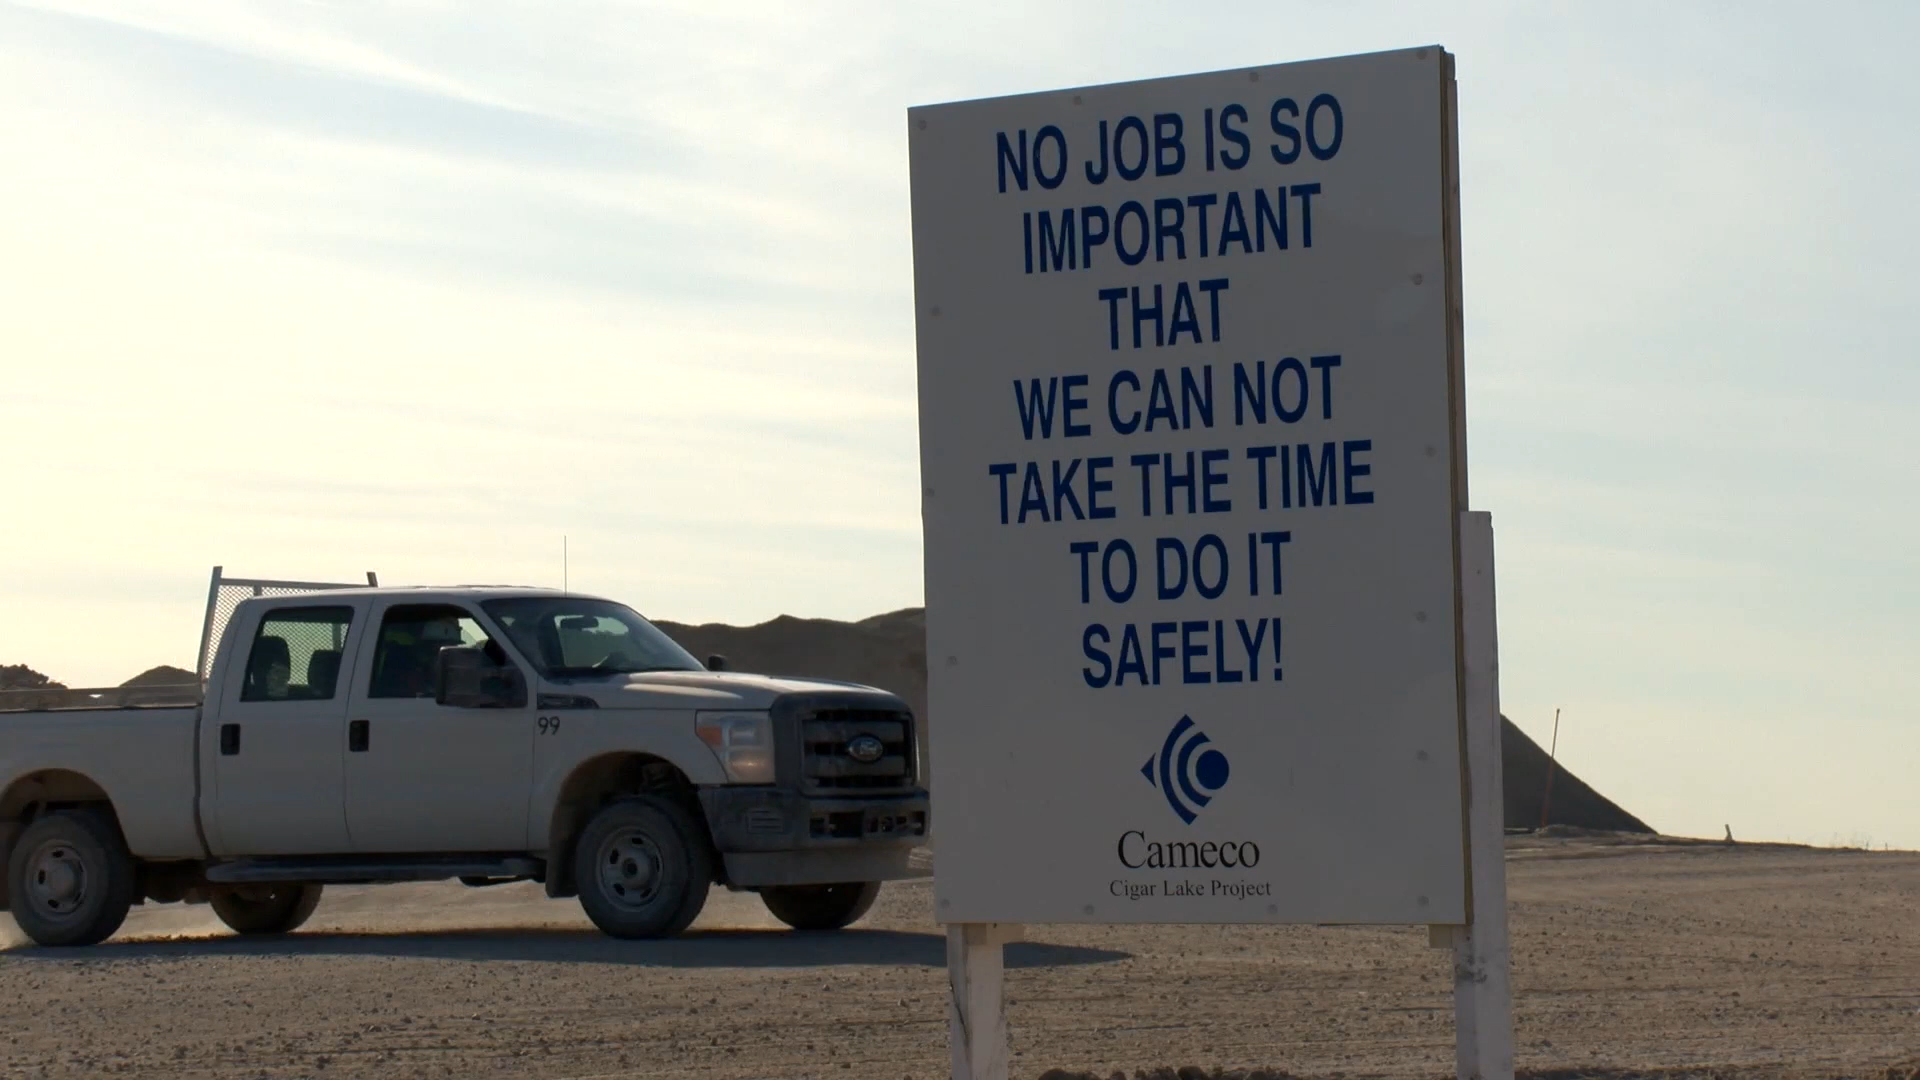 NO JOB IS SO
IMPORTANT
THAT
WE CAN NOT
TAKE THE TIME
TO DO IT
SAFELY!
Cameco
Cigar Lake Project
99
Ford